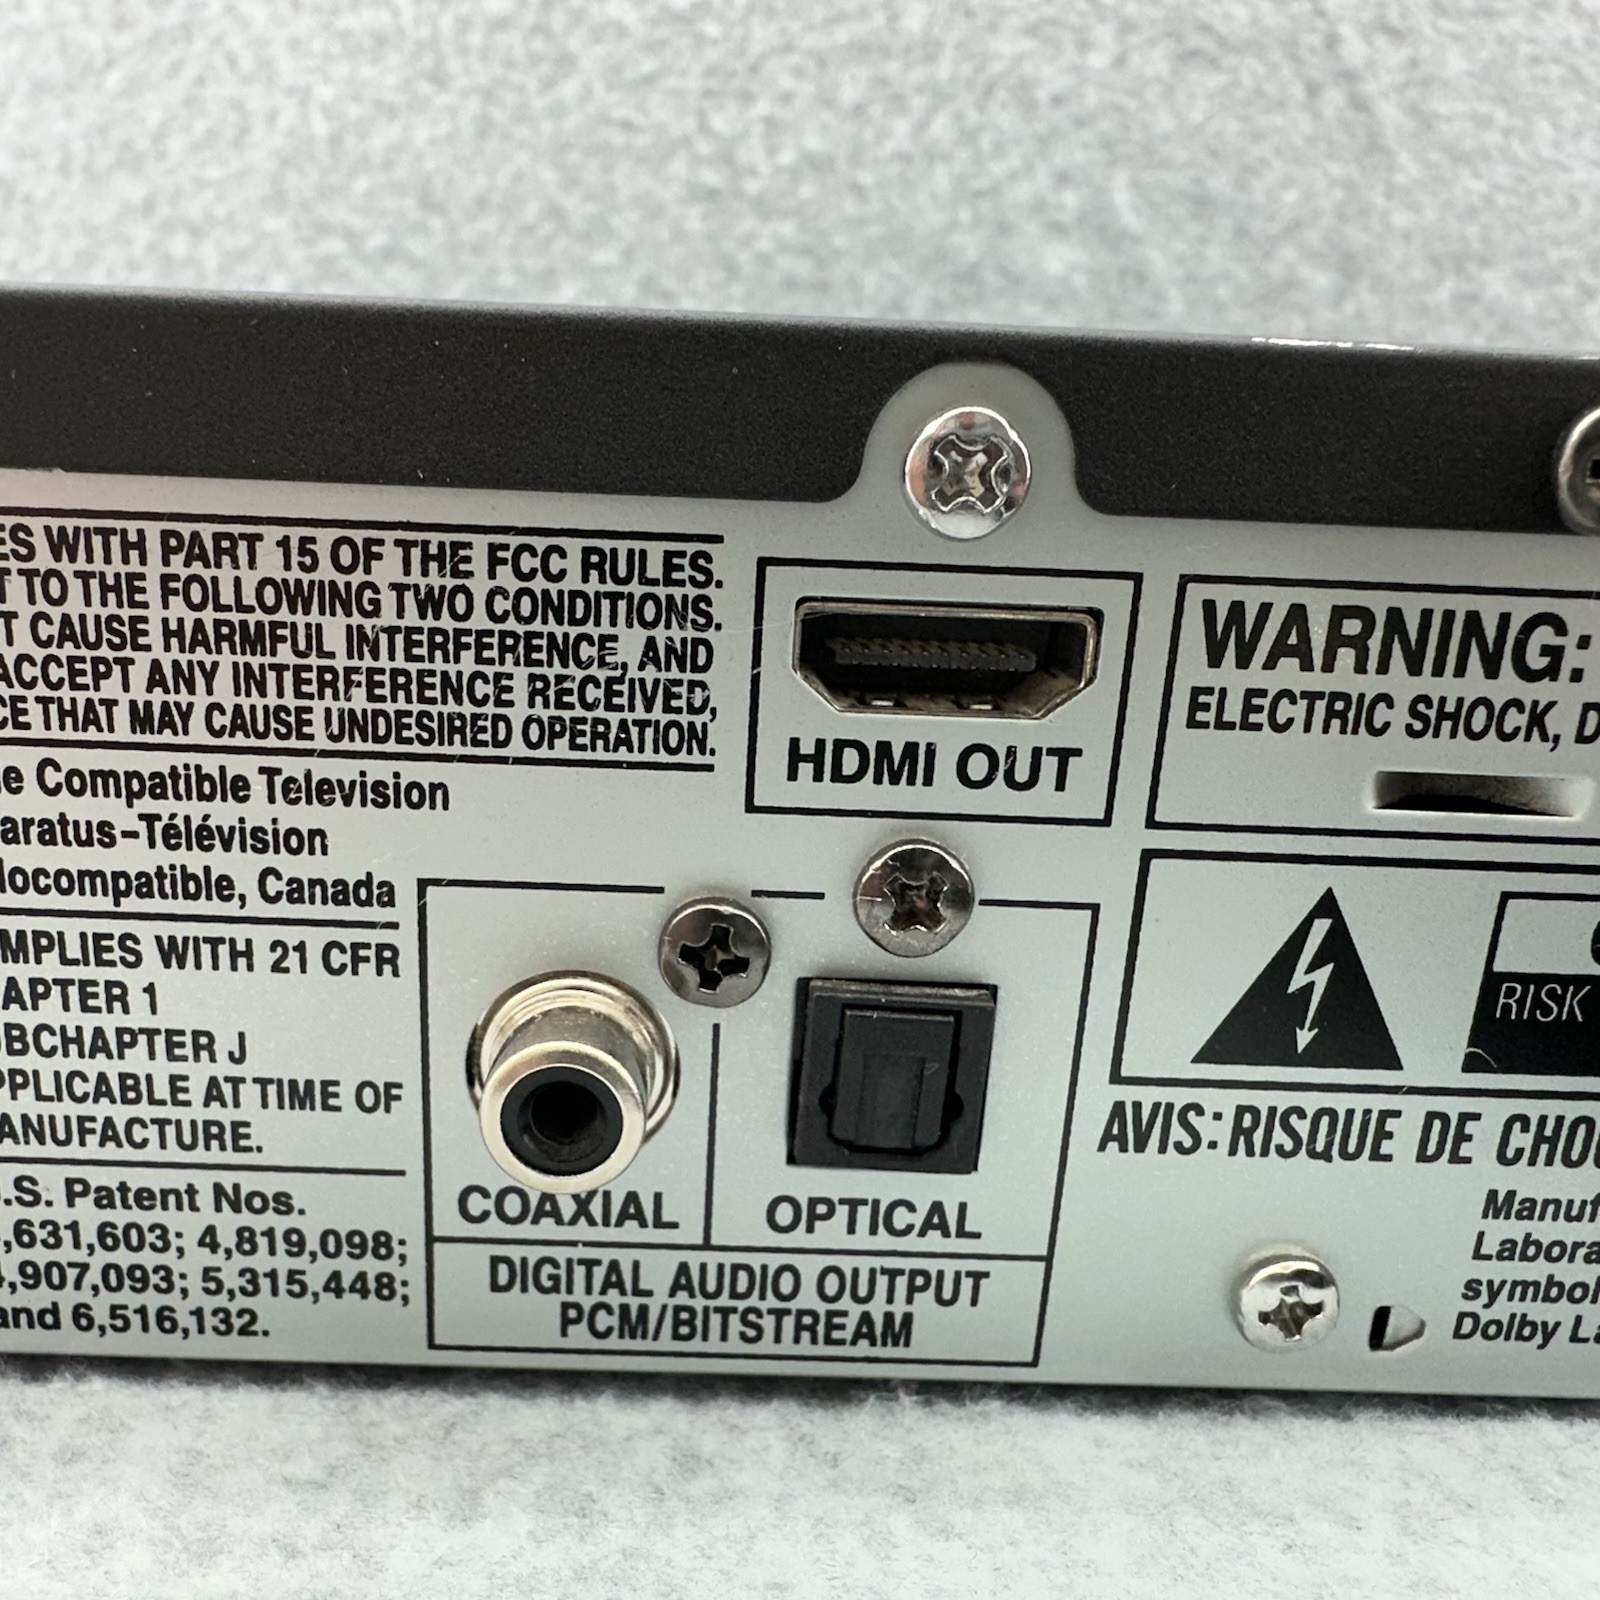 WITH PART 15 OF THE FCC RULES.
TO THE FOLLOWING TWO CONDITIONS.
CAUSE HARMFUL INTERFERENCE, AND
ACCEPT ANY INTERFERENCE RECEIVED,
THAT MAY CAUSE UNDESIRED OPERATION.
Compatible Television
aratus-Télévision
locompatible, Canada
MPLIES WITH 21 CFR
APTER 1
BCHAPTER J
PPLICABLE AT TIME OF
ANUFACTURE.
.S. Patent Nos.
,631,603; 4,819,098;
4,907,093; 5,315,448;
and 6,516,132.
HDMI OUT
COAXIAL
OPTICAL
DIGITAL AUDIO OUTPUT
PCM/BITSTREAM
WARNING:
ELECTRIC SHOCK, D
RISK
AVIS: RISQUE DE CHO
Manuf
Labora
symbol
Dolby La